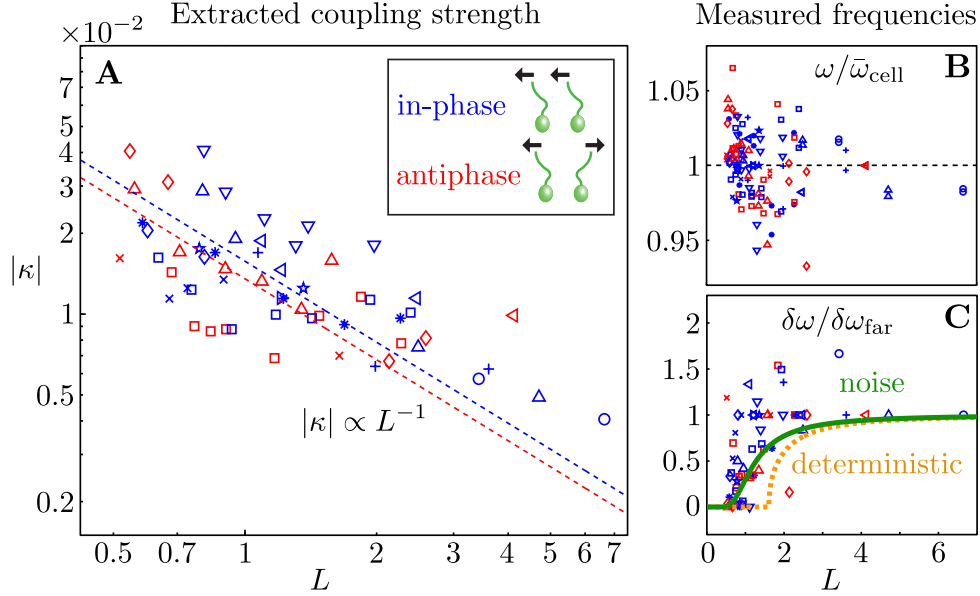 Extracted coupling strength
×10⁻²
A
in-phase
antiphase
7
5
4
3
2
1
0.5
0.2
|κ|
|κ| ∝ L⁻¹
0.5 0.7 1 2 3 4 5 6 7
L
Measured frequencies
B
ω/ω̄cell
1.05
1
0.95
C
δω/δωfar
noise
deterministic
2
1.5
1
0.5
0
0 2 4 6
L